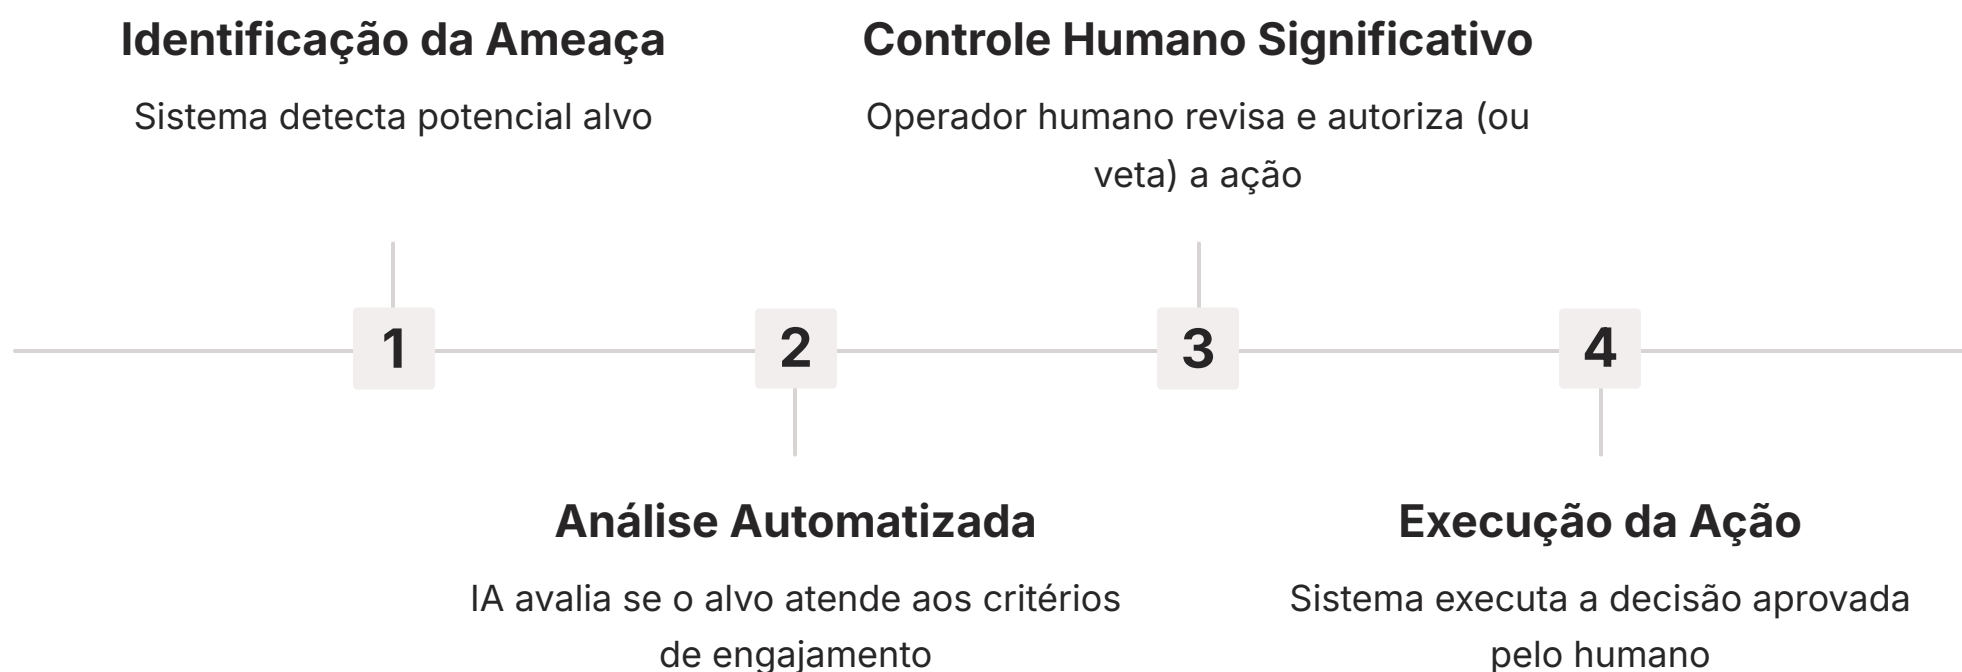 Identificação da Ameaça
Sistema detecta potencial alvo
Controle Humano Significativo
Operador humano revisa e autoriza (ou
veta) a ação
1
2
3
4
Análise Automatizada
IA avalia se o alvo atende aos critérios
de engajamento
Execução da Ação
Sistema executa a decisão aprovada
pelo humano